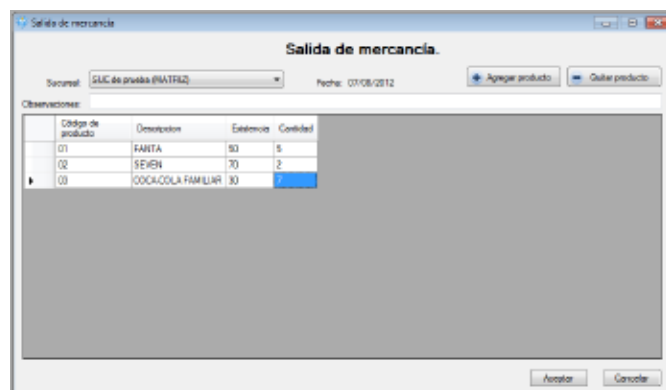 Salida de mercancia
Salida de mercancía.
Sucursal: SUC de prueba (MATRIZ) Fecha: 07/08/2012 Agregar producto Quitar producto
Observaciones:
Código de producto Descripcion Existencia Cantidad
01 FANTA 50 5
02 SEVEN 70 2
03 COCA-COLA FAMILIAR 30 7
Aceptar Cancelar